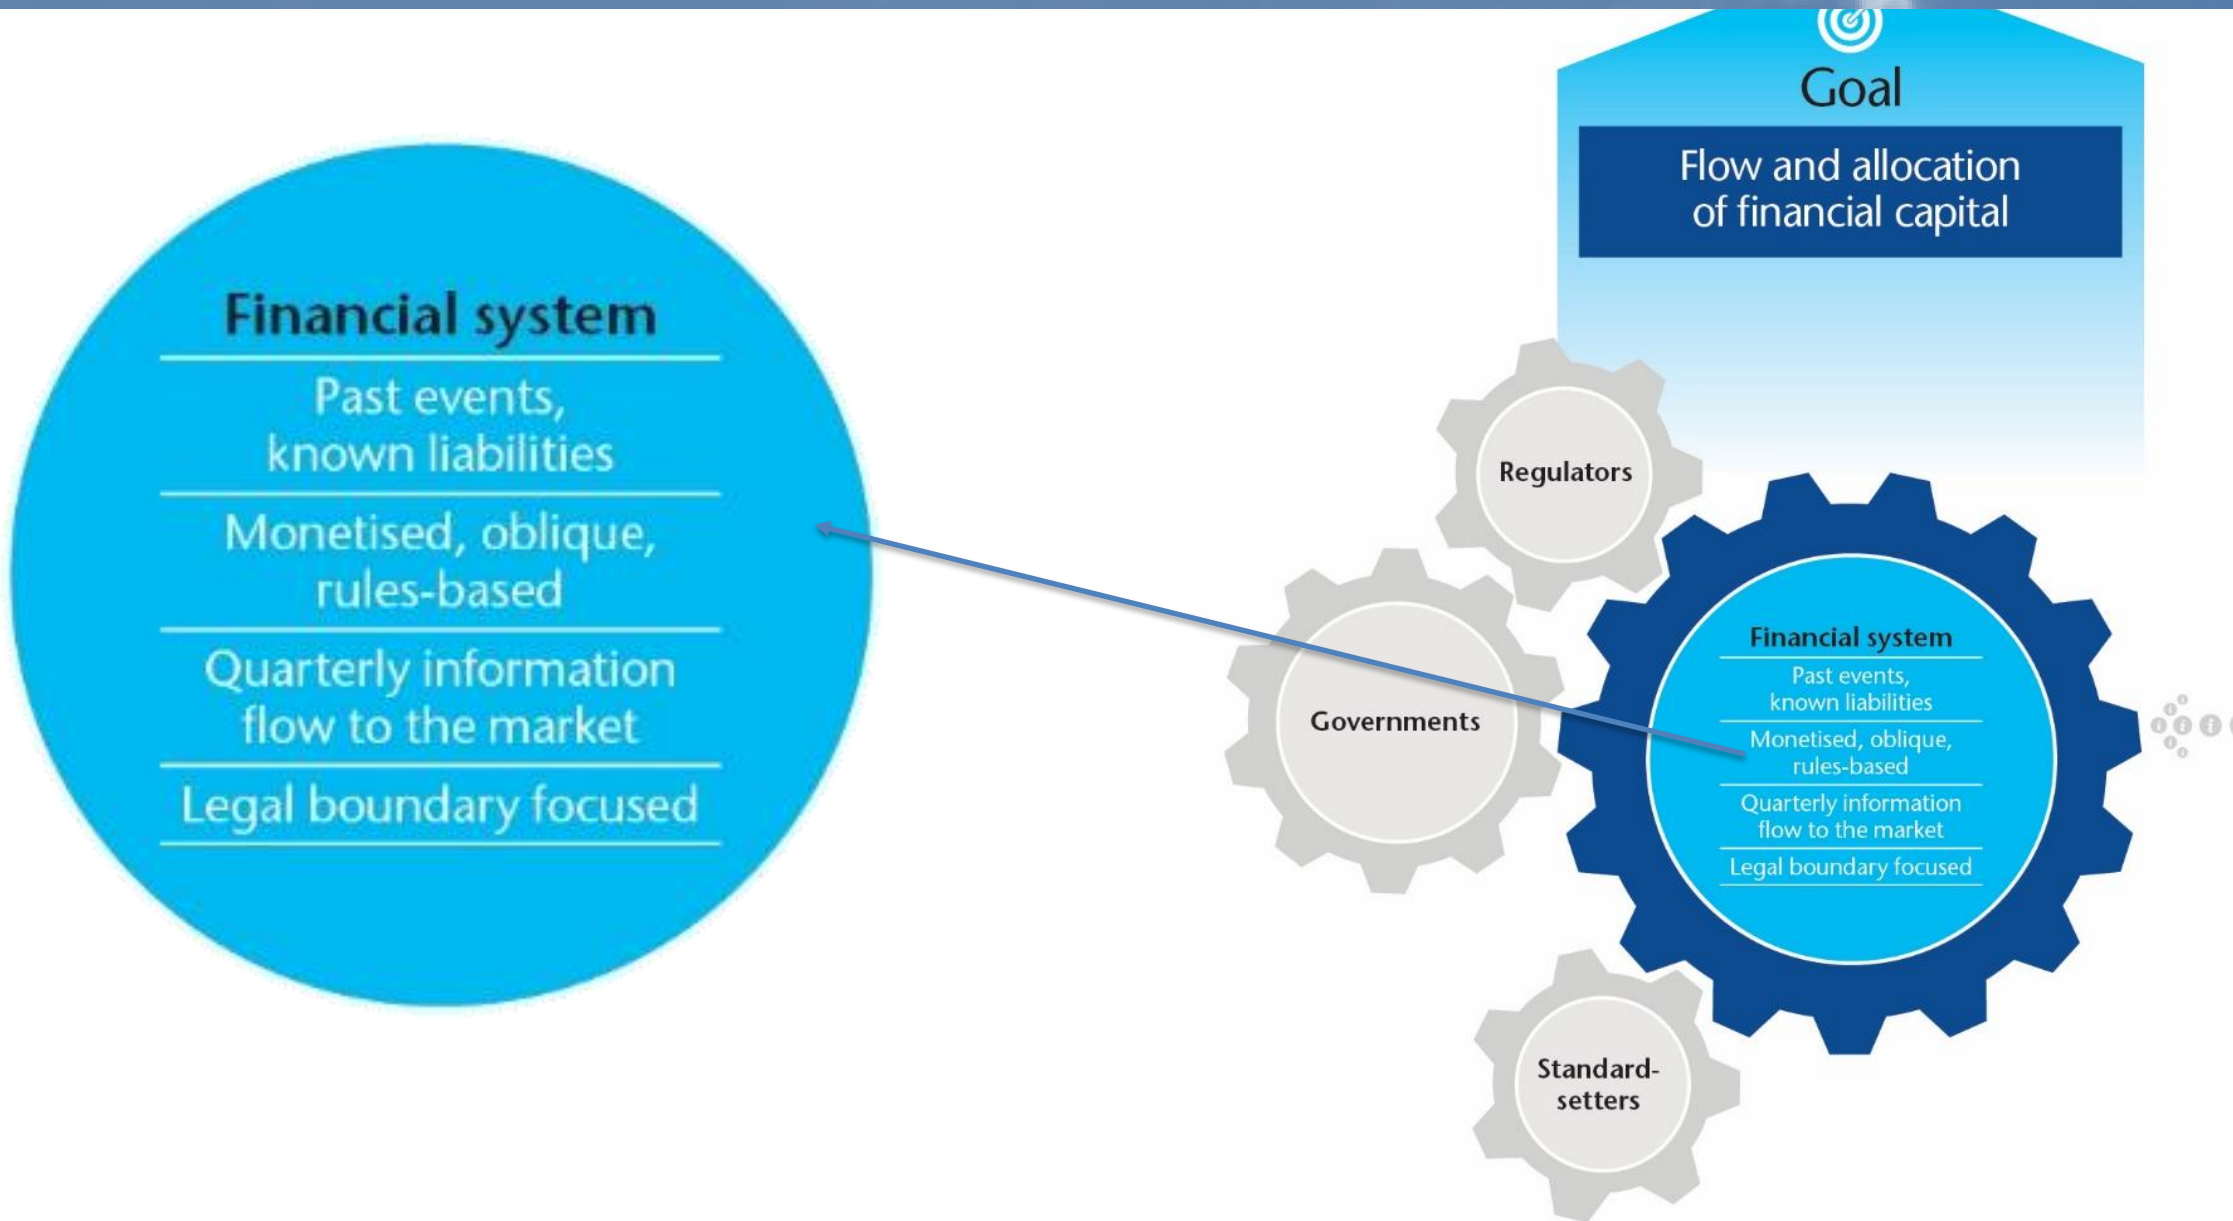 Financial system
Past events,
known liabilities
Monetised, oblique,
rules-based
Quarterly information
flow to the market
Legal boundary focused
Goal
Flow and allocation
of financial capital
Regulators
Governments
Financial system
Past events,
known liabilities
Monetised, oblique,
rules-based
Quarterly information
flow to the market
Legal boundary focused
Standard-
setters